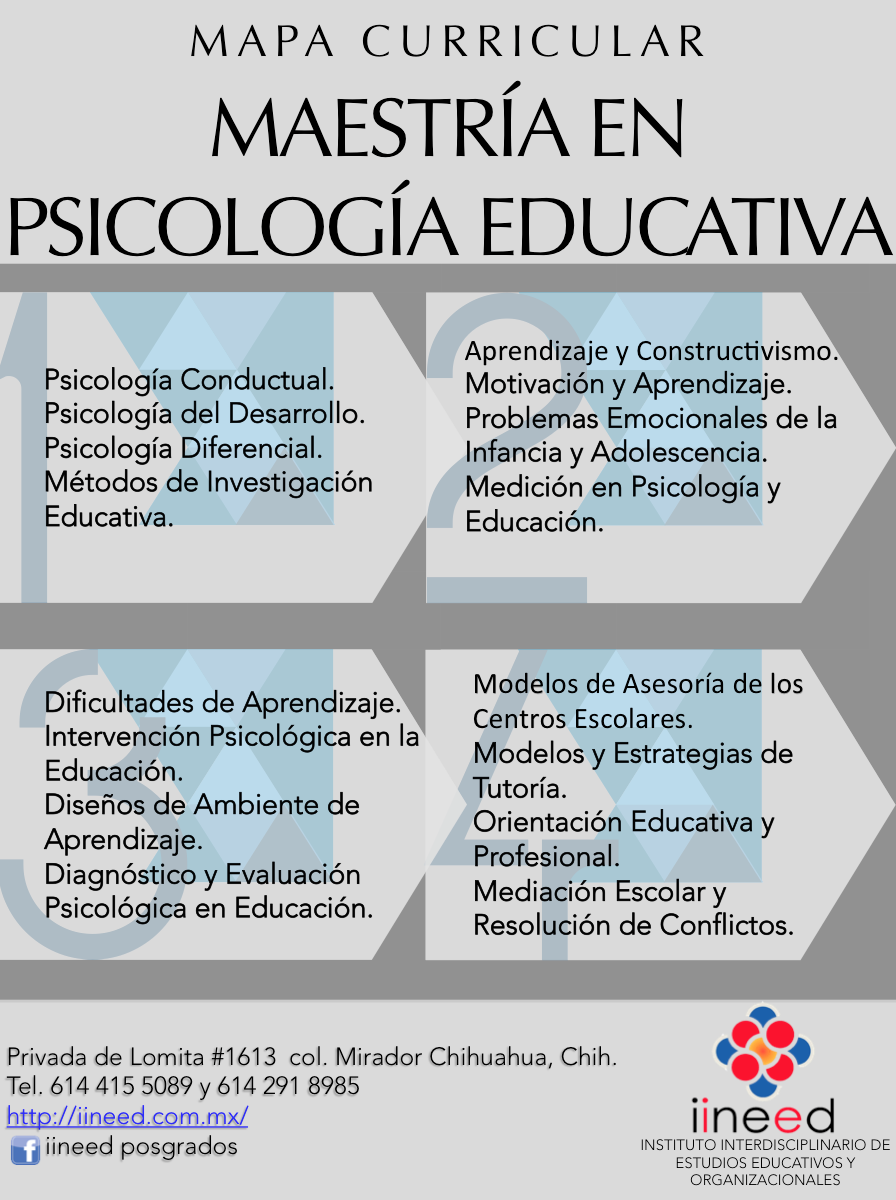 MAPA CURRICULAR
MAESTRÍA EN
PSICOLOGÍA EDUCATIVA
1
Psicología Conductual.
Psicología del Desarrollo.
Psicología Diferencial.
Métodos de Investigación
Educativa.
2
Aprendizaje y Constructivismo.
Motivación y Aprendizaje.
Problemas Emocionales de la
Infancia y Adolescencia.
Medición en Psicología y
Educación.
3
Dificultades de Aprendizaje.
Intervención Psicológica en la
Educación.
Diseños de Ambiente de
Aprendizaje.
Diagnóstico y Evaluación
Psicológica en Educación.
4
Modelos de Asesoría de los
Centros Escolares.
Modelos y Estrategias de
Tutoría.
Orientación Educativa y
Profesional.
Mediación Escolar y
Resolución de Conflictos.
Privada de Lomita #1613  col. Mirador Chihuahua, Chih.
Tel. 614 415 5089 y 614 291 8985
http://iineed.com.mx/
f iineed posgrados
iineed
INSTITUTO INTERDISCIPLINARIO DE
ESTUDIOS EDUCATIVOS Y
ORGANIZACIONALES